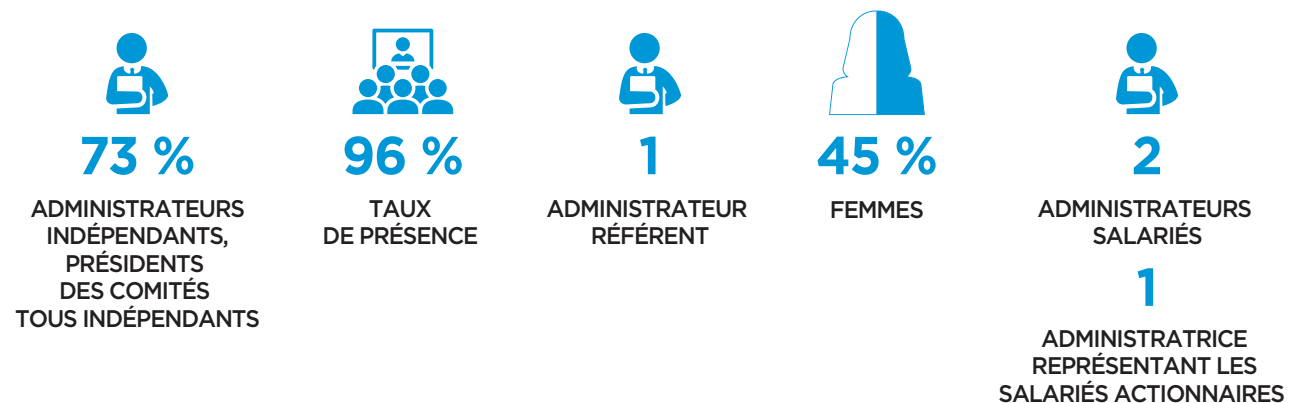 73 %
ADMINISTRATEURS
INDÉPENDANTS,
PRÉSIDENTS
DES COMITÉS
TOUS INDÉPENDANTS
96 %
TAUX
DE PRÉSENCE
1
ADMINISTRATEUR
RÉFÉRENT
45 %
FEMMES
2
ADMINISTRATEURS
SALARIÉS
1
ADMINISTRATRICE
REPRÉSENTANT LES
SALARIÉS ACTIONNAIRES